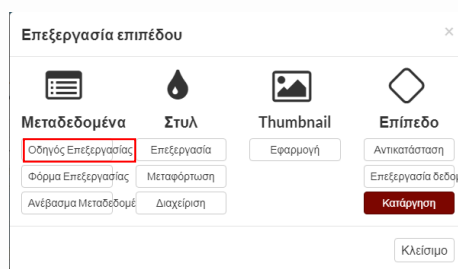 Επεξεργασία επιπέδου ×
Μεταδεδομένα Στυλ Thumbnail Επίπεδο
Οδηγός Επεξεργασίας Επεξεργασία Εφαρμογή Αντικατάσταση
Φόρμα Επεξεργασίας Μεταφόρτωση Επεξεργασία δεδο
Ανέβασμα Μεταδεδομέ Διαχείριση Κατάργηση
Κλείσιμο